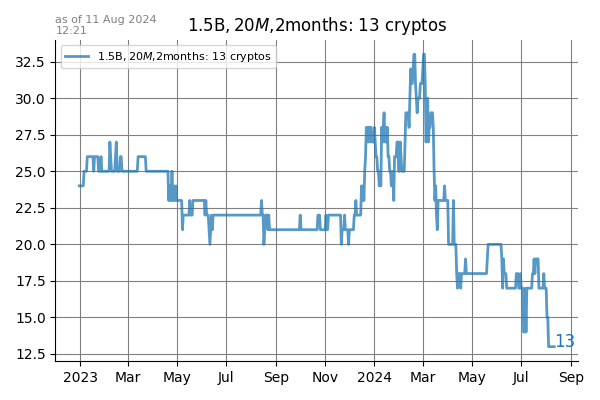 as of 11 Aug 2024
12:21
1.5B, 20M,2months: 13 cryptos
1.5B, 20M,2months: 13 cryptos
32.5
30.0
27.5
25.0
22.5
20.0
17.5
15.0
12.5
13
2023 Mar May Jul Sep Nov 2024 Mar May Jul Sep